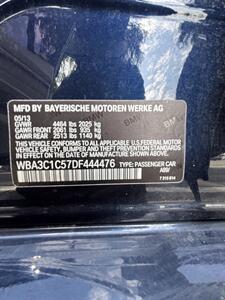 MFD BY BAYERISCHE MOTOREN WERKE AG
05/13
GVWR 4464 lbs 2025 kg
GAWR FRONT 2061 lbs 935 kg
GAWR REAR 2513 lbs 1140 kg
THIS VEHICLE CONFORMS TO ALL APPLICABLE
FEDERAL MOTOR VEHICLE SAFETY, BUMPER,
AND THEFT PREVENTION STANDARDS IN EFFECT
ON THE DATE OF MANUFACTURE SHOWN ABOVE.
WBA3C1C57DF444476 TYPE: PASSENGER CAR
A89/